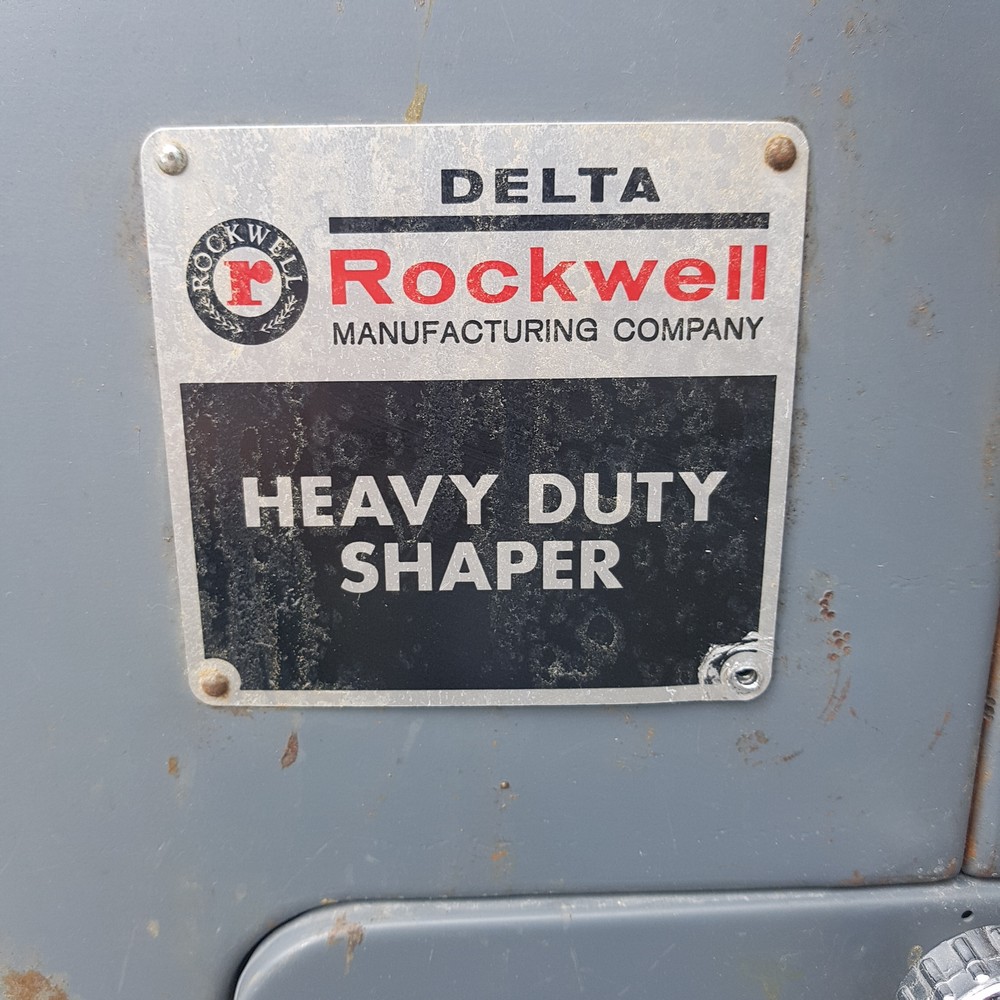 DELTA
ROCKWELL
r
Rockwell
MANUFACTURING COMPANY
HEAVY DUTY
SHAPER